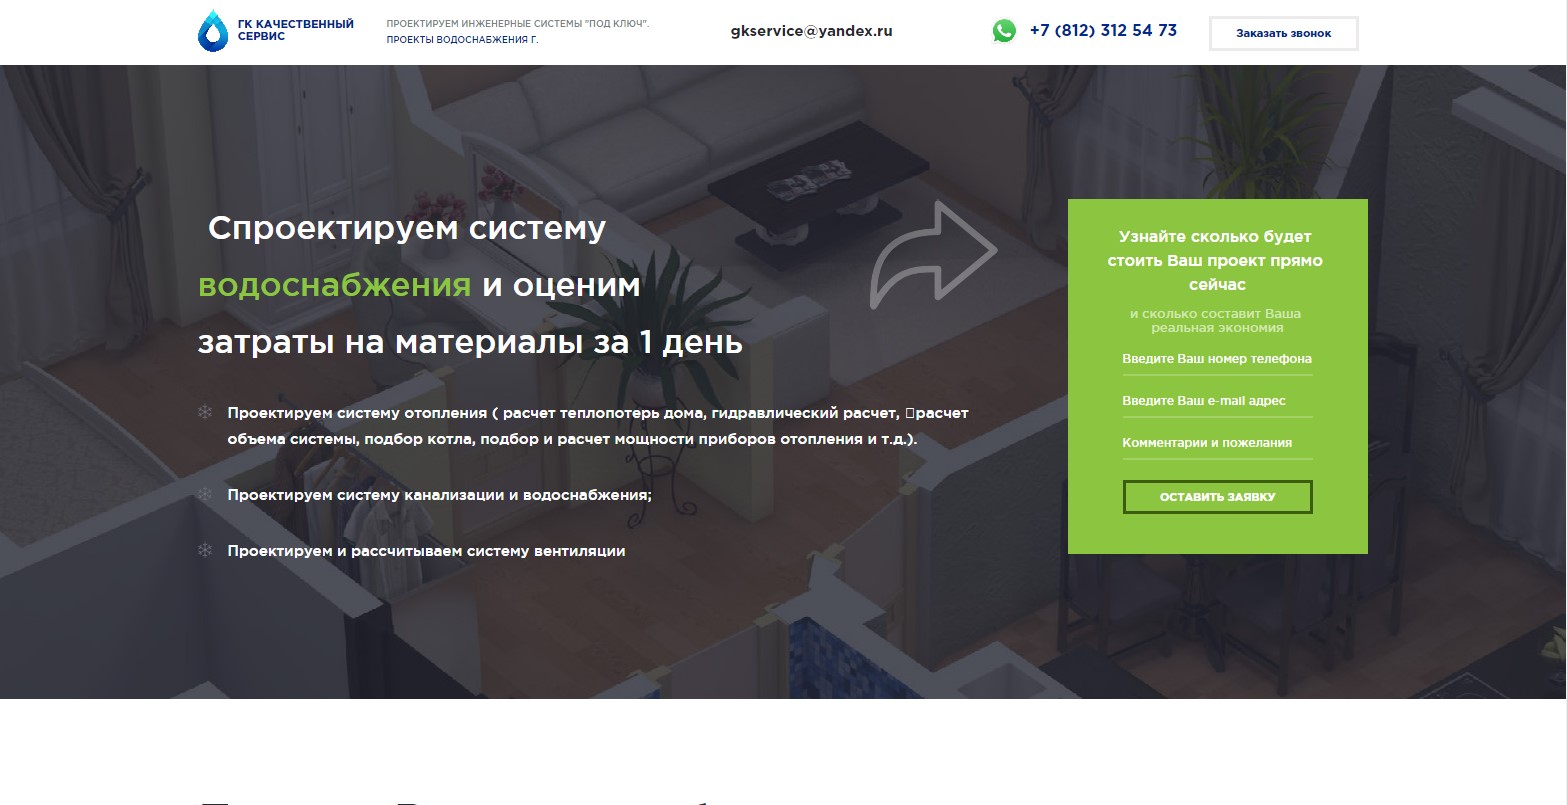 ГК КАЧЕСТВЕННЫЙ
СЕРВИС
ПРОЕКТИРУЕМ ИНЖЕНЕРНЫЕ СИСТЕМЫ "ПОД КЛЮЧ".
ПРОЕКТЫ ВОДОСНАБЖЕНИЯ Г.
gkservice@yandex.ru
+7 (812) 312 54 73
Заказать звонок
Спроектируем систему
водоснабжения и оценим
затраты на материалы за 1 день
Проектируем систему отопления ( расчет теплопотерь дома, гидравлический расчет, расчет
объема системы, подбор котла, подбор и расчет мощности приборов отопления и т.д.).
Проектируем систему канализации и водоснабжения;
Проектируем и рассчитываем систему вентиляции
Узнайте сколько будет
стоить Ваш проект прямо
сейчас
и сколько составит Ваша
реальная экономия
Введите Ваш номер телефона
Введите Ваш e-mail адрес
Комментарии и пожелания
ОСТАВИТЬ ЗАЯВКУ